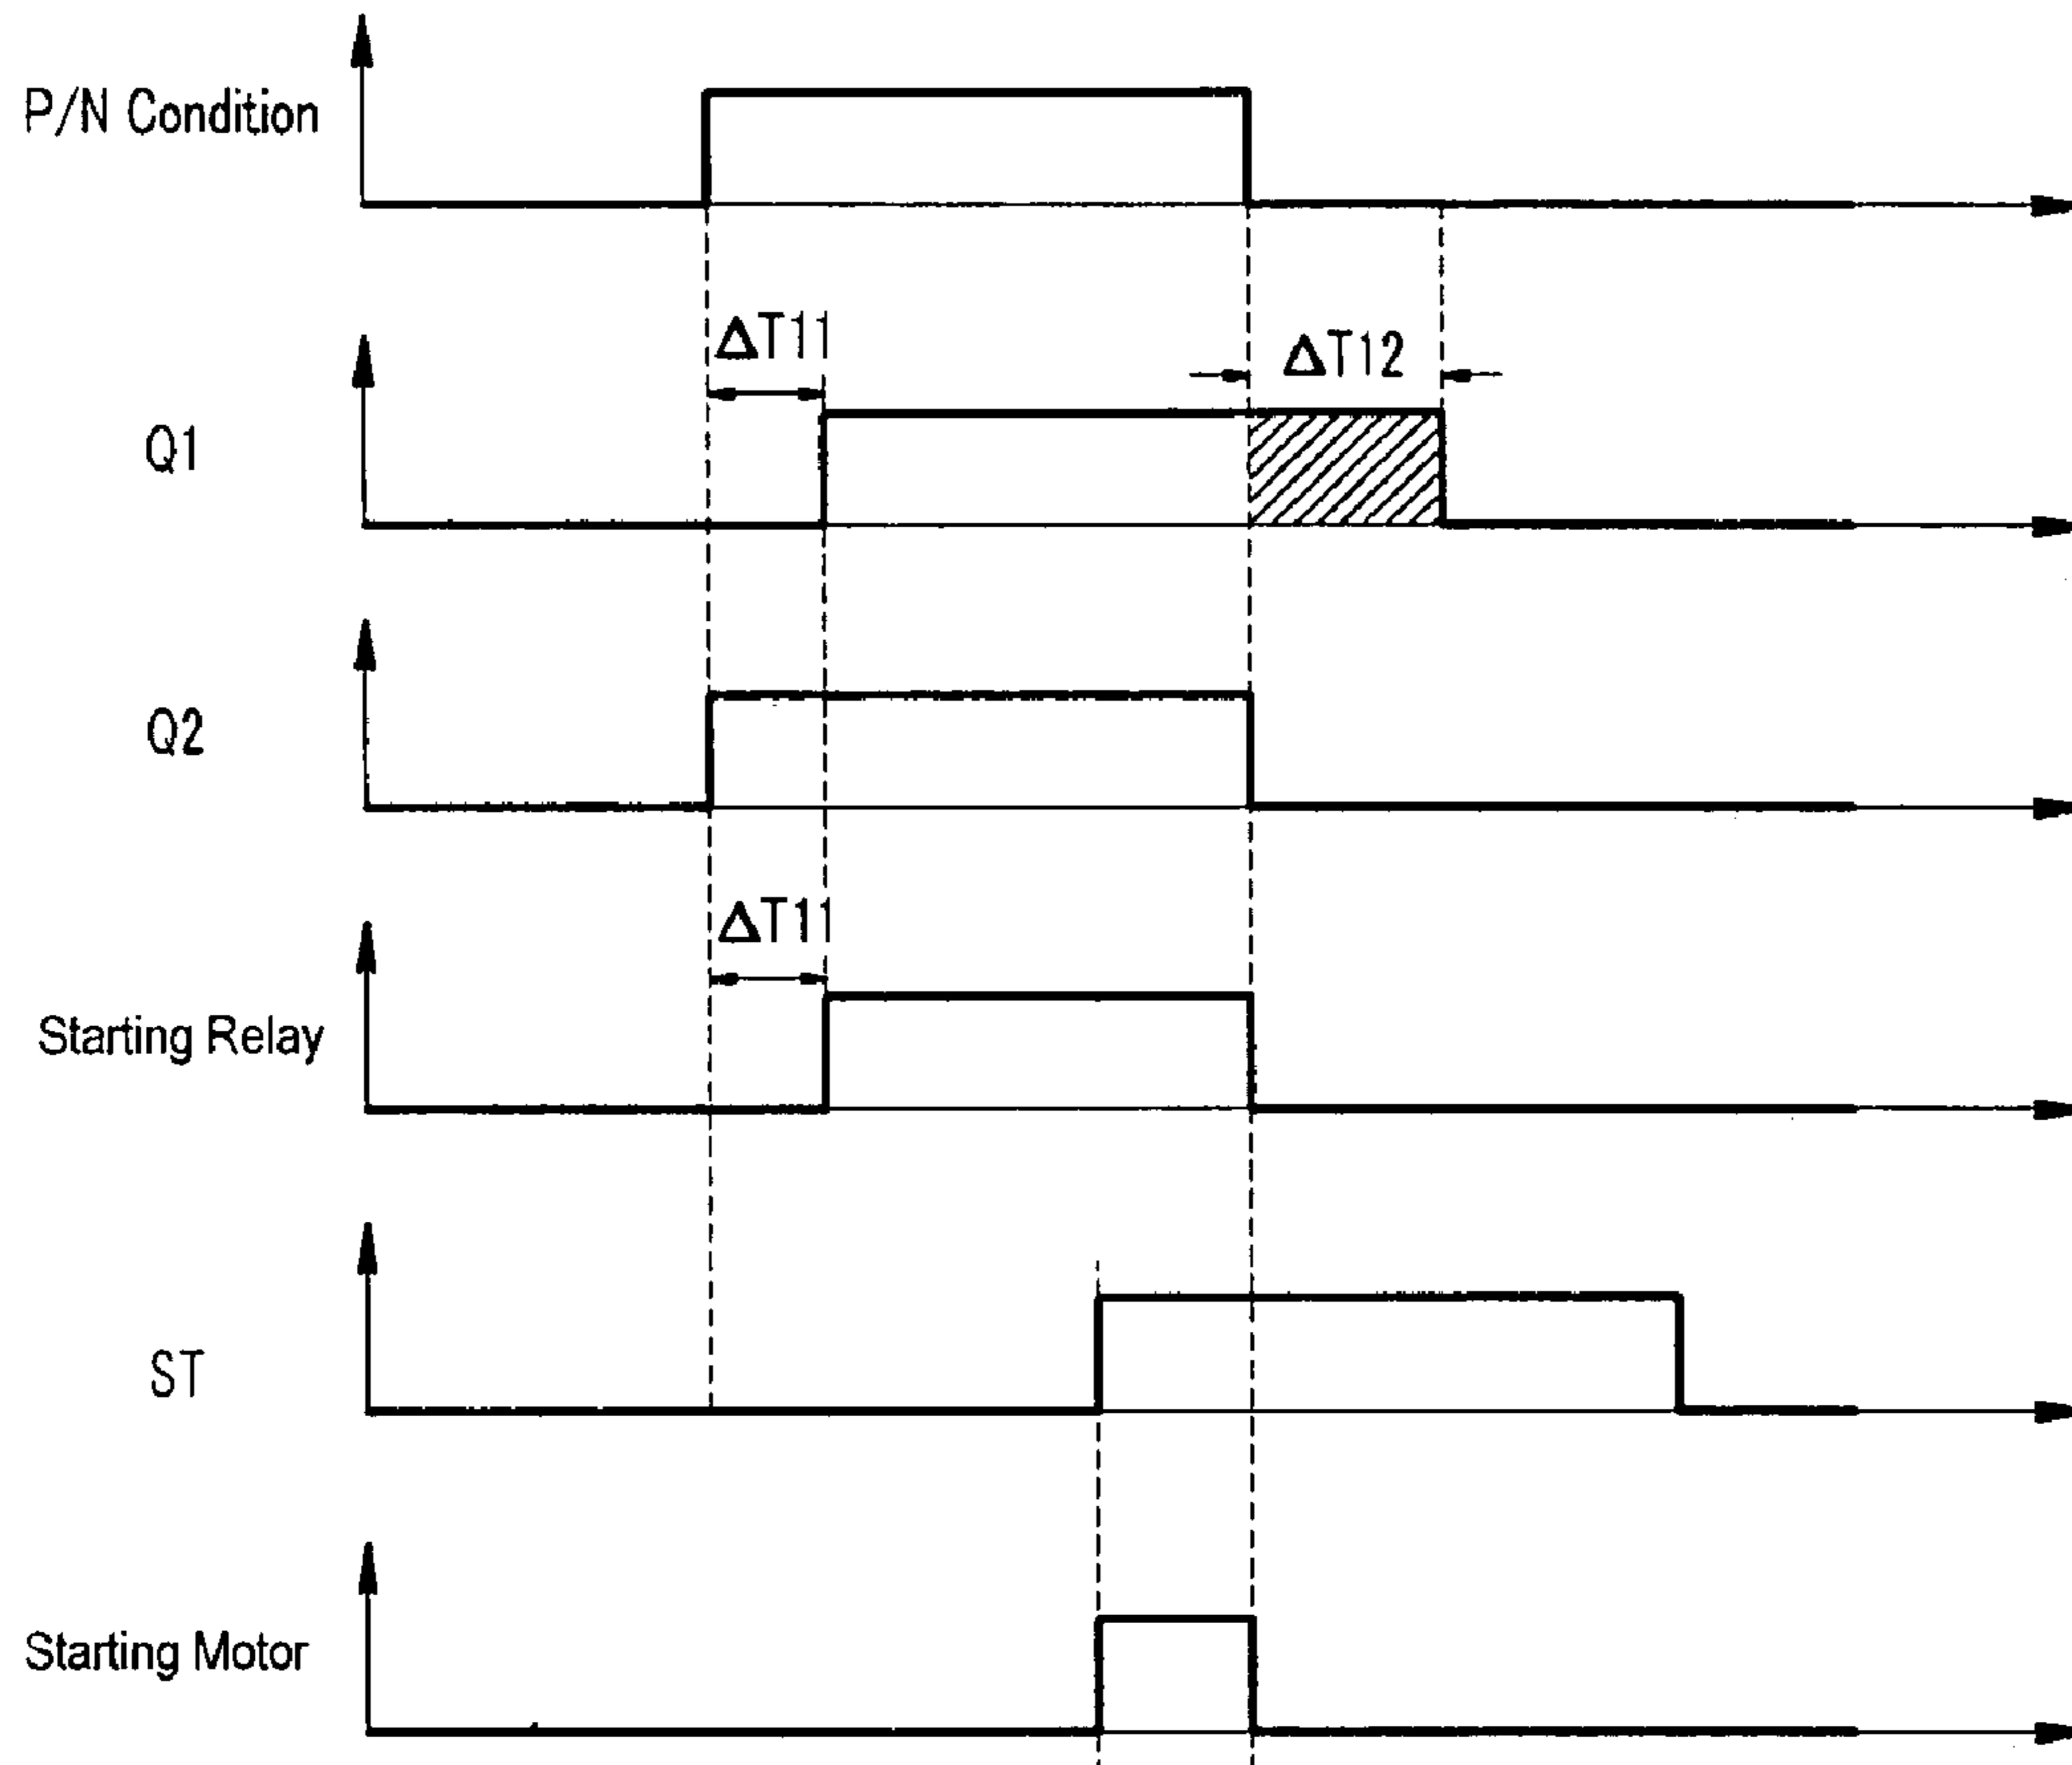 P/N Condition
ΔT11
ΔT12
Q1
Q2
ΔT11
Starting Relay
ST
Starting Motor